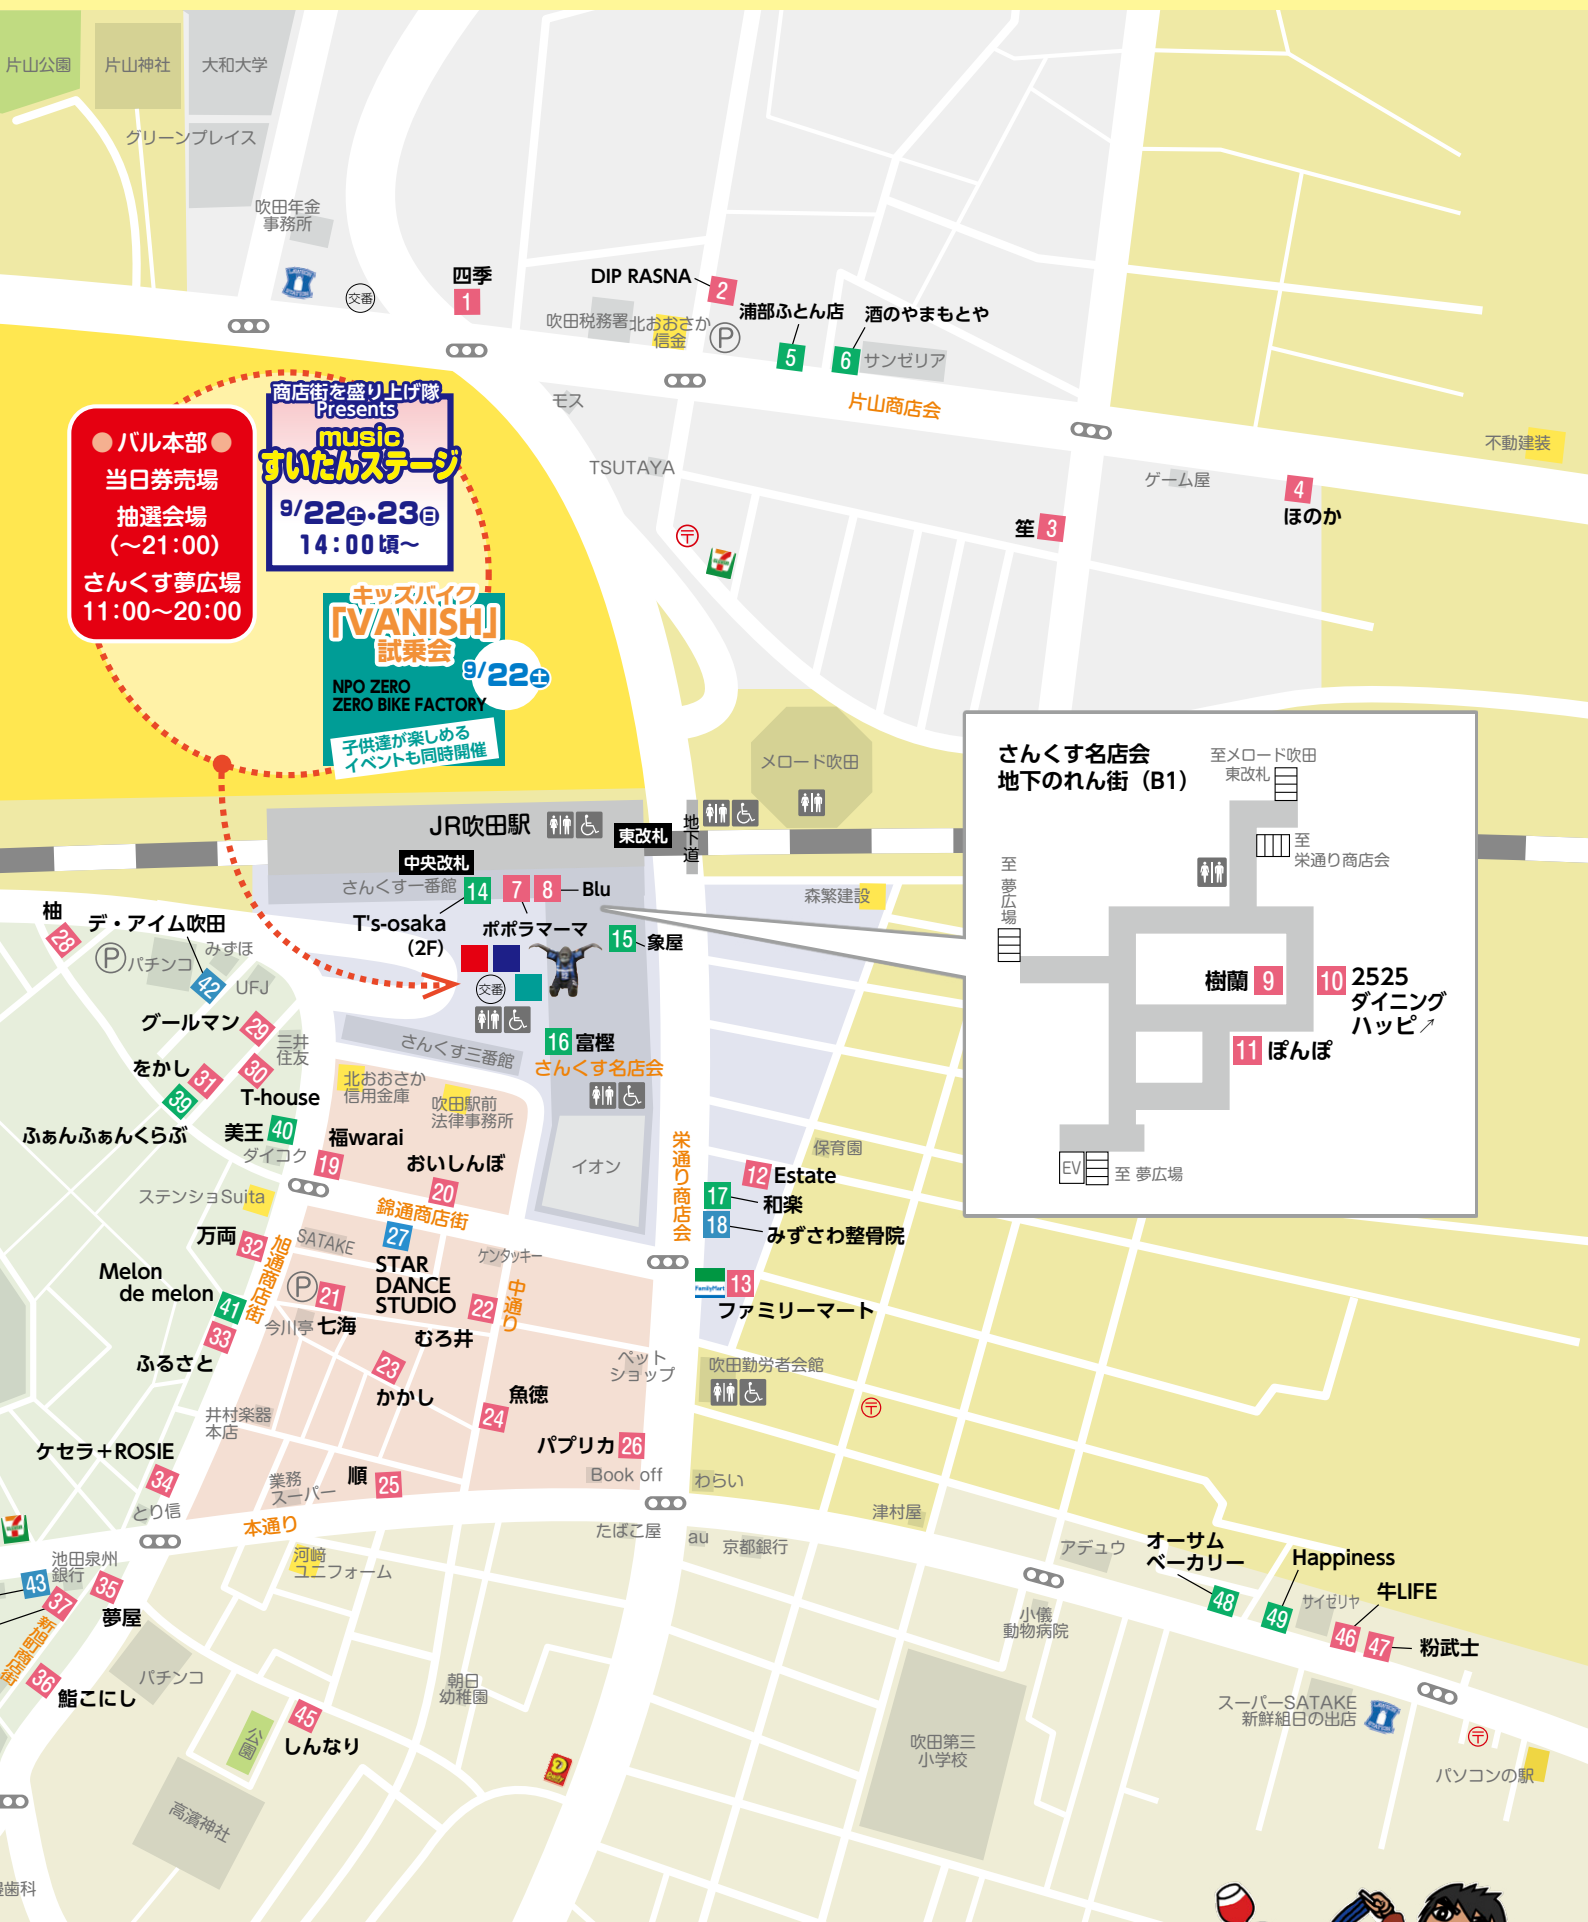 片山公園
片山神社
大和大学
グリーンプレイス
吹田年金
事務所
交番
四季
1
DIP RASNA
2
吹田税務署
北おおさか
信金
P
浦部ふとん店
5
酒のやまもとや
6
サンゼリア
片山商店会
モス
TSUTAYA
不動建装
ゲーム屋
4
ほのか
笙
3
バル本部
当日券売場
抽選会場
(～21:00)
さんくす夢広場
11:00～20:00
商店街を盛り上げ隊
Presents
music
すいたんステージ
9/22土・23日
14:00頃～
キッズバイク
「VANISH」
試乗会
9/22土
NPO ZERO
ZERO BIKE FACTORY
子供達が楽しめる
イベントも同時開催
メロード吹田
JR吹田駅
東改札
地下道
中央改札
さんくす一番館
14
7
8
Blu
T's-osaka
(2F)
ポポラマーマ
15
象屋
交番
16
富樫
さんくす三番館
さんくす名店会
イオン
森繁建設
さんくす名店会
地下のれん街（B1）
至メロード吹田
東改札
至
栄通り商店会
至 夢広場
樹蘭
9
10
2525
ダイニング
ハッピ↗
11
ぽんぽ
EV
至 夢広場
柚
28
デ・アイム吹田
P
パチンコ
みずほ
42
UFJ
グールマン
29
三井
住友
をかし
31
30
39
T-house
ふぁんふぁんくらぶ
美王
40
ダイコク
北おおさか
信用金庫
吹田駅前
法律事務所
福warai
19
おいしんぼ
20
錦通商店街
27
STAR
DANCE
STUDIO
ケンタッキー
ステンショSuita
万両
32
旭通商店街
SATAKE
Melon
de melon
41
33
ふるさと
P
21
今川亭
七海
22
むろ井
中通り
23
かかし
魚徳
24
井村楽器
本店
ケセラ＋ROSIE
34
とり信
業務
スーパー
順
25
パプリカ
26
Book off
ペット
ショップ
本通り
河﨑
ユニフォーム
たばこ屋
栄通り商店会
保育園
12
Estate
17
和楽
18
みずさわ整骨院
FamilyMart
13
ファミリーマート
吹田勤労者会館
わらい
au
京都銀行
津村屋
アデュウ
オーサム
ベーカリー
48
Happiness
49
サイゼリヤ
牛LIFE
46
47
粉武士
小儀
動物病院
スーパーSATAKE
新鮮組日の出店
パソコンの駅
吹田第三
小学校
池田泉州
銀行
43
37
35
夢屋
新旭町商店街
36
鮨こにし
パチンコ
朝日
幼稚園
公園
45
しんなり
高濱神社
歯科